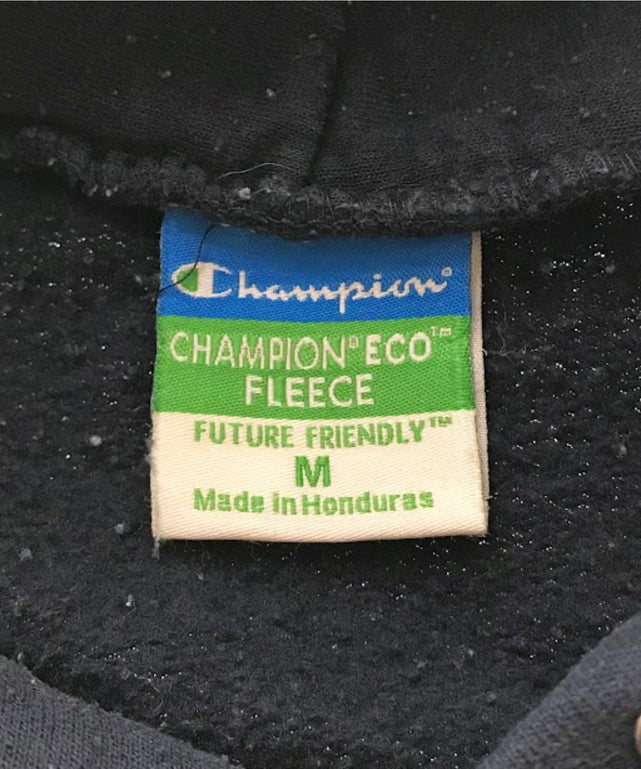 Champion®
CHAMPION® ECO™
FLEECE
FUTURE FRIENDLY™
M
Made in Honduras